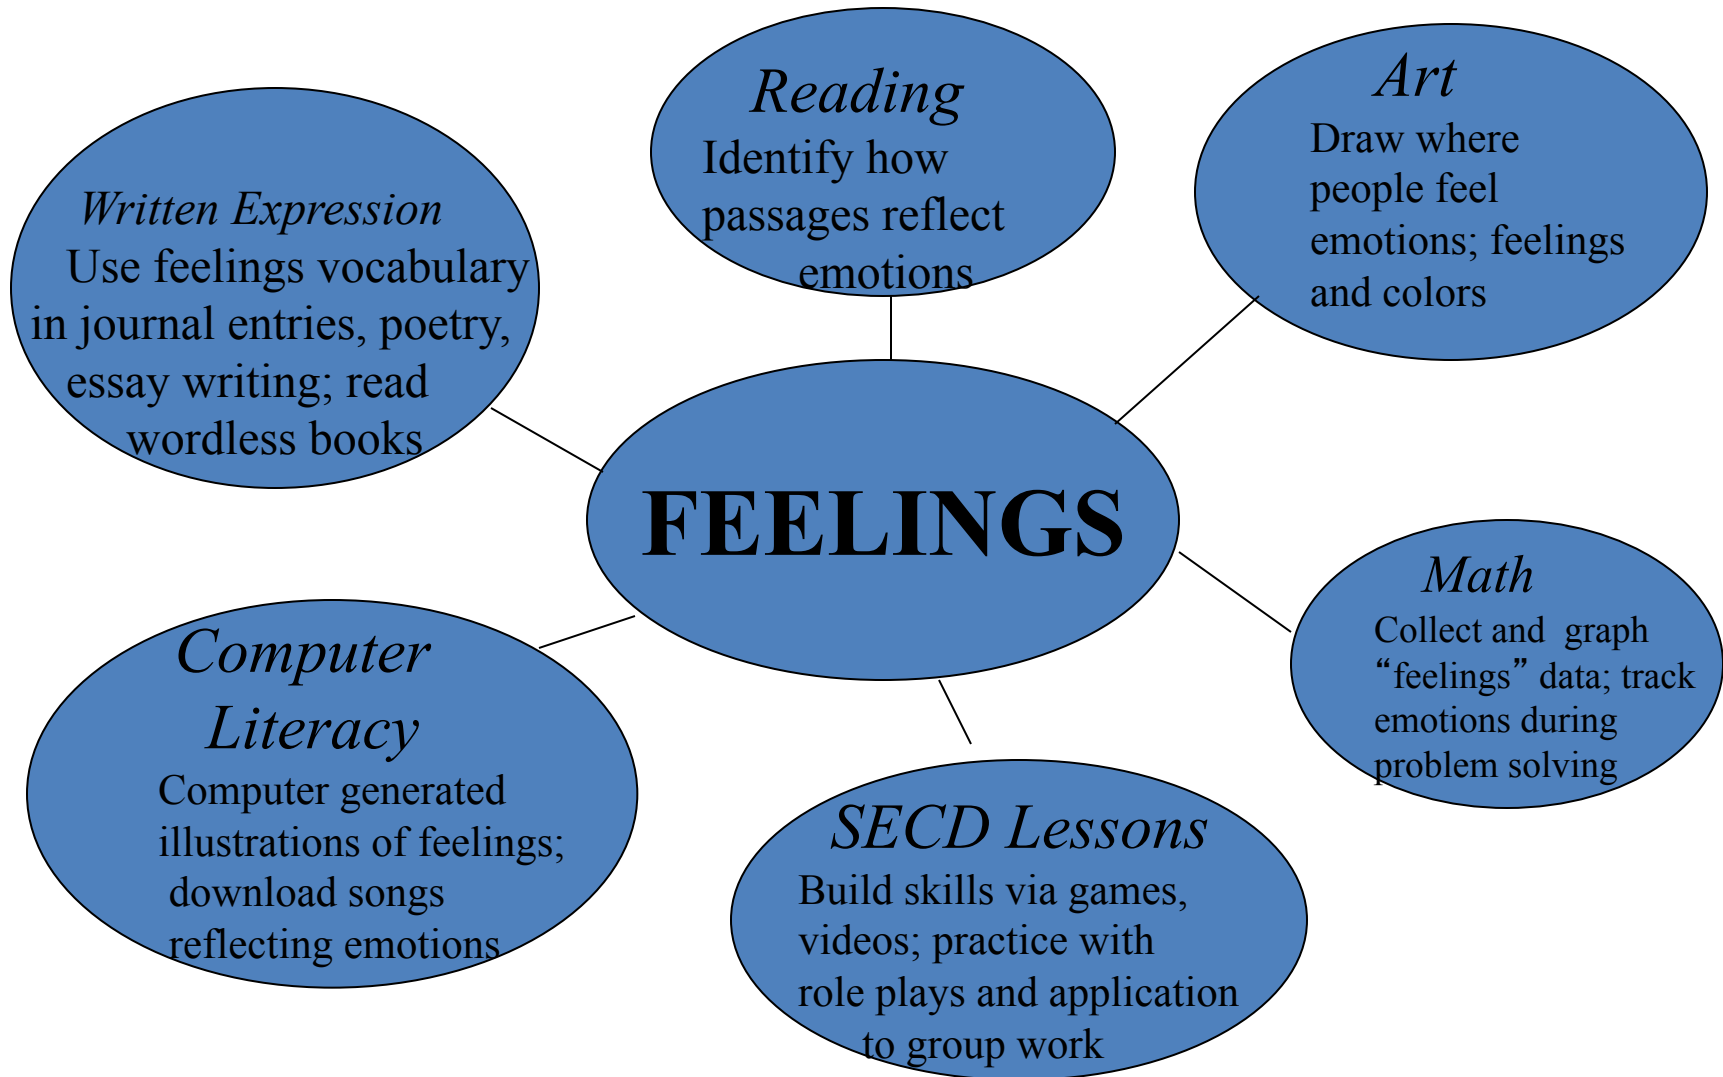 Reading
Identify how
passages reflect
emotions
Art
Draw where
people feel
emotions; feelings
and colors
Written Expression
Use feelings vocabulary
in journal entries, poetry,
essay writing; read
wordless books
FEELINGS
Math
Collect and graph
“feelings” data; track
emotions during
problem solving
Computer
Literacy
Computer generated
illustrations of feelings;
download songs
reflecting emotions
SECD Lessons
Build skills via games,
videos; practice with
role plays and application
to group work